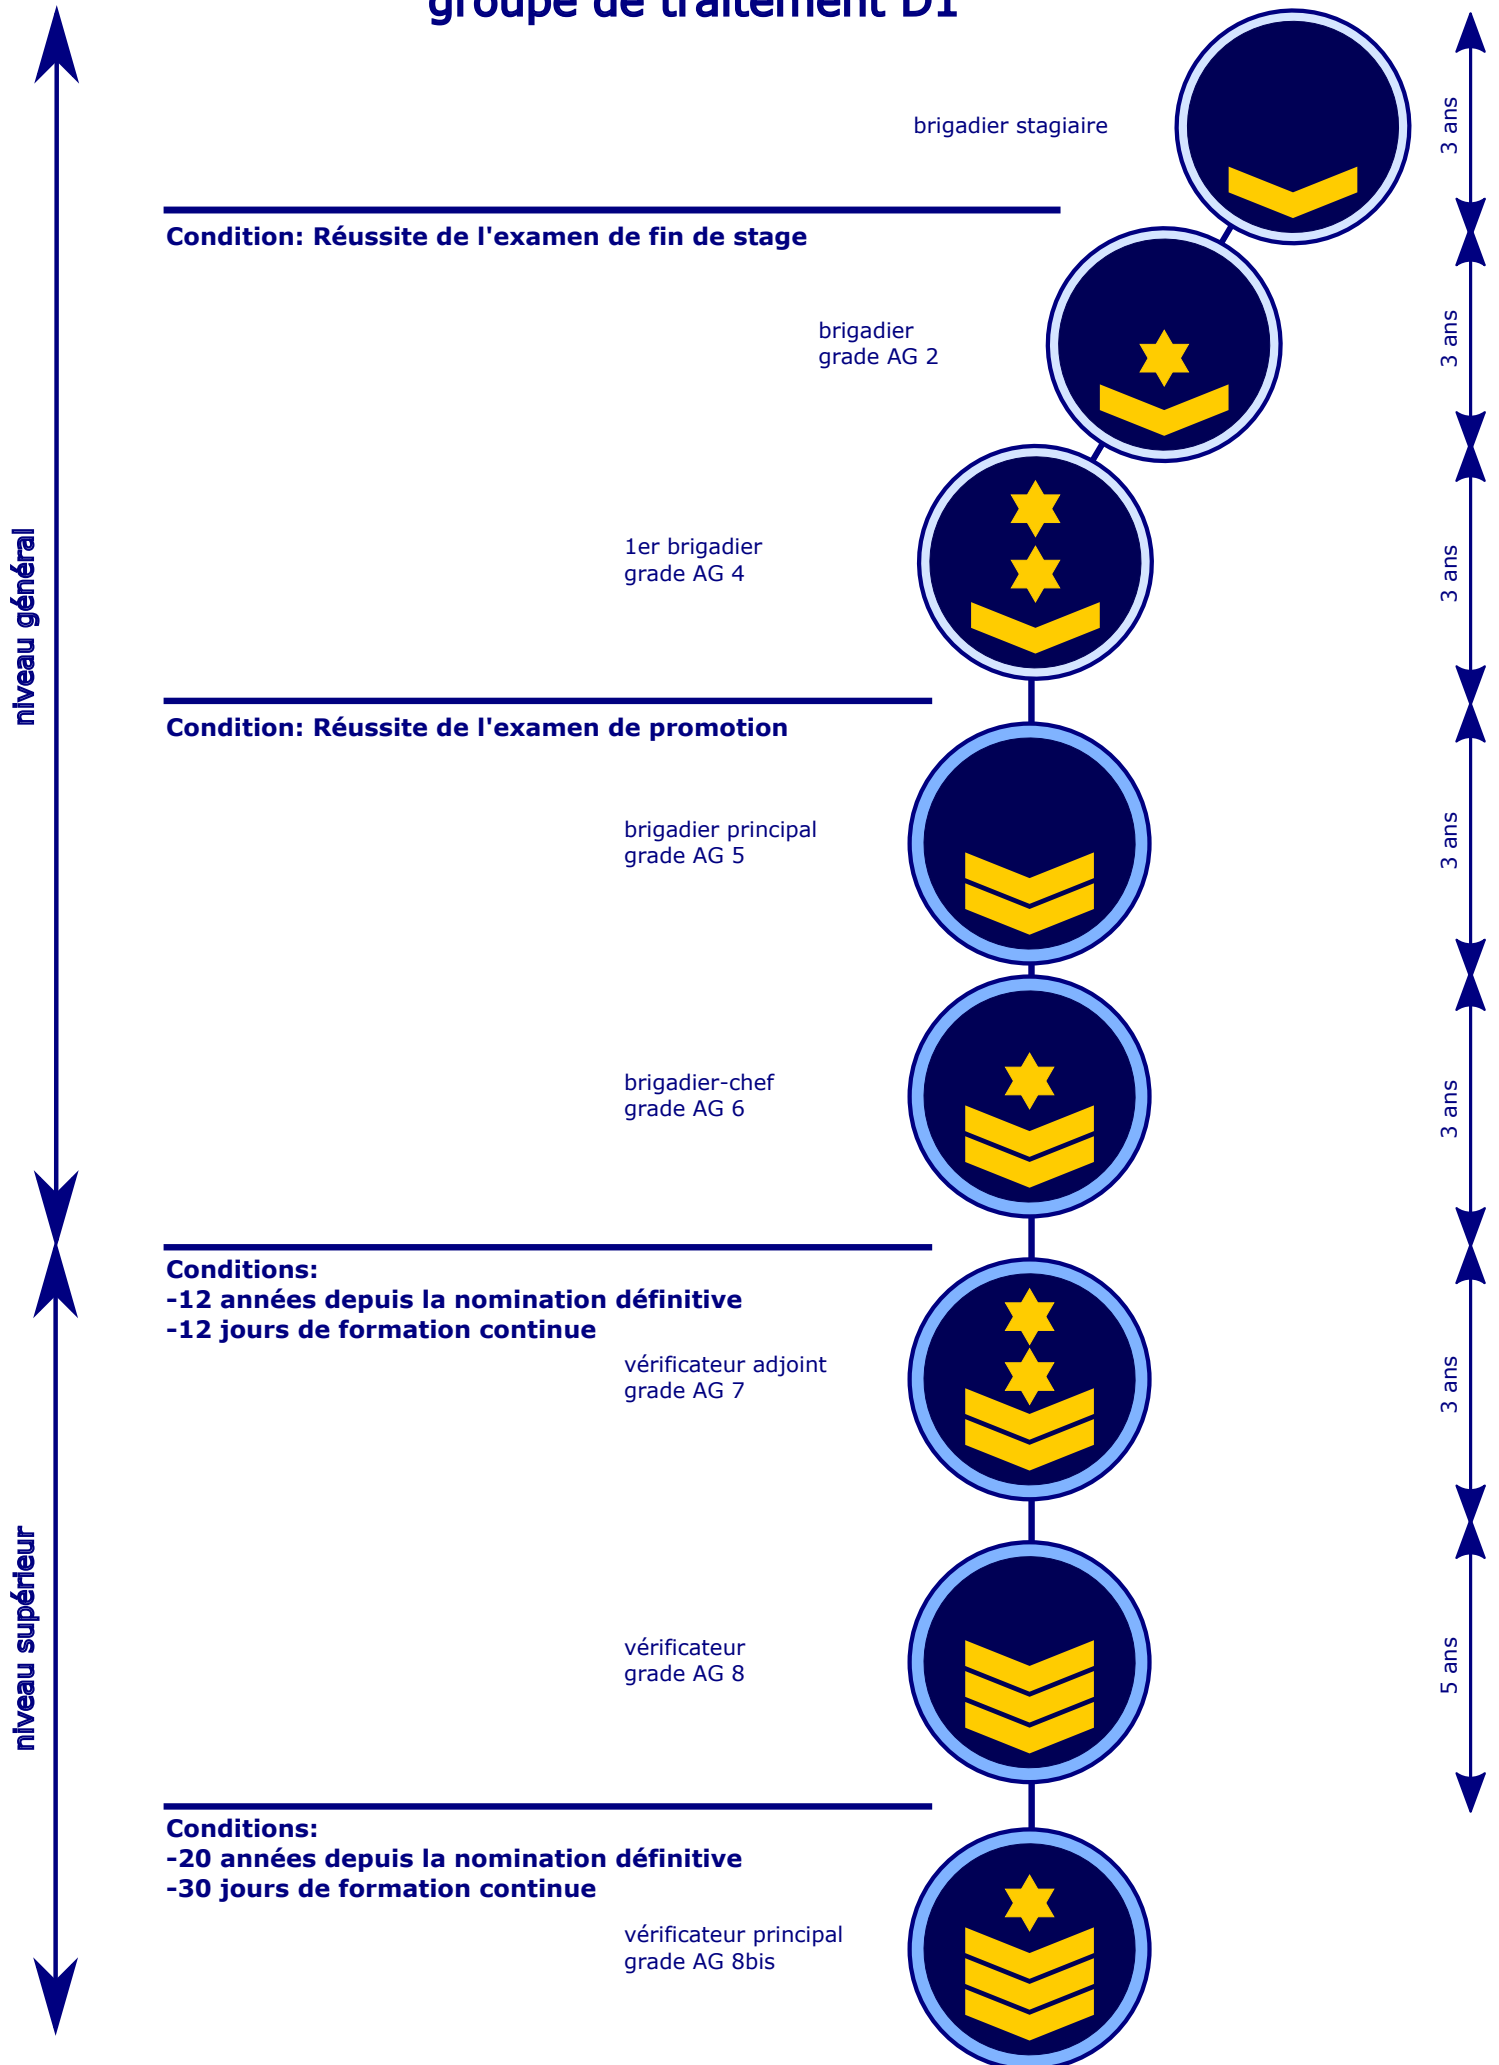 groupe de traitement D1
brigadier stagiaire
3 ans
Condition: Réussite de l'examen de fin de stage
brigadier
grade AG 2
3 ans
1er brigadier
grade AG 4
3 ans
niveau général
Condition: Réussite de l'examen de promotion
brigadier principal
grade AG 5
3 ans
brigadier-chef
grade AG 6
3 ans
Conditions:
-12 années depuis la nomination définitive
-12 jours de formation continue
vérificateur adjoint
grade AG 7
3 ans
niveau supérieur
vérificateur
grade AG 8
5 ans
Conditions:
-20 années depuis la nomination définitive
-30 jours de formation continue
vérificateur principal
grade AG 8bis